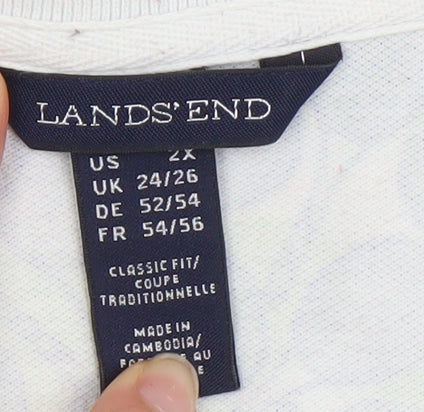 LANDS' END
US 2X
UK 24/26
DE 52/54
FR 54/56
CLASSIC FIT/
COUPE
TRADITIONNELLE
MADE IN
CAMBODIA/
AU